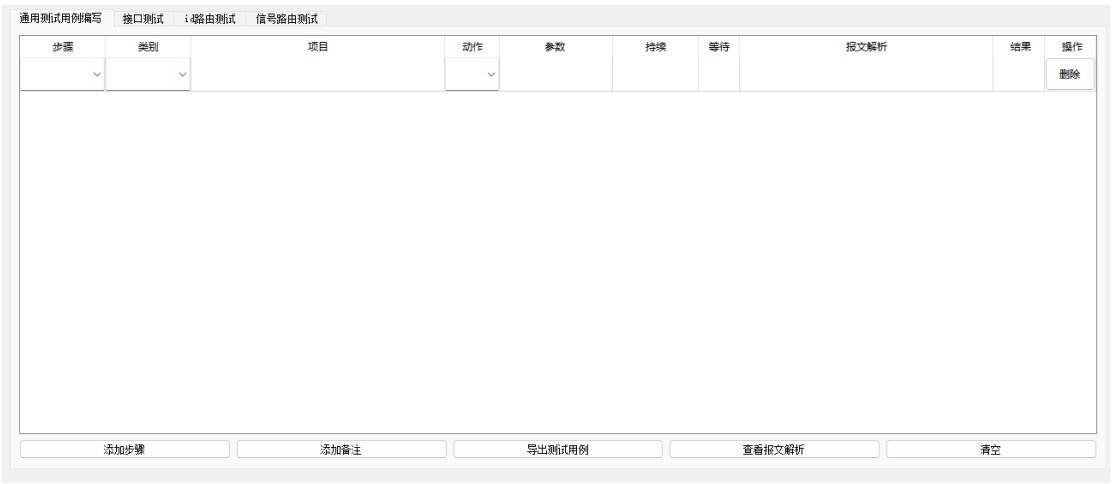 通用测试用例编写 接口测试 id路由测试 信号路由测试
步骤 类别 项目 动作 参数 持续 等待 报文解析 结果 操作
删除
添加步骤 添加备注 导出测试用例 查看报文解析 清空